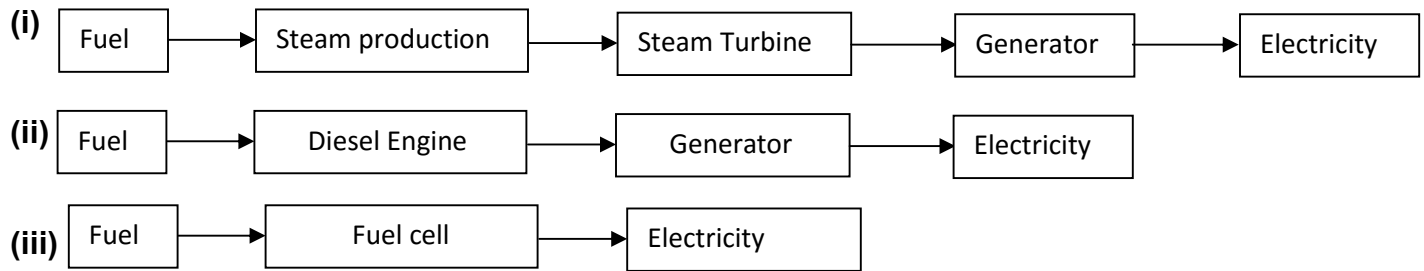 (i) Fuel Steam production Steam Turbine Generator Electricity
(ii) Fuel Diesel Engine Generator Electricity
(iii) Fuel Fuel cell Electricity